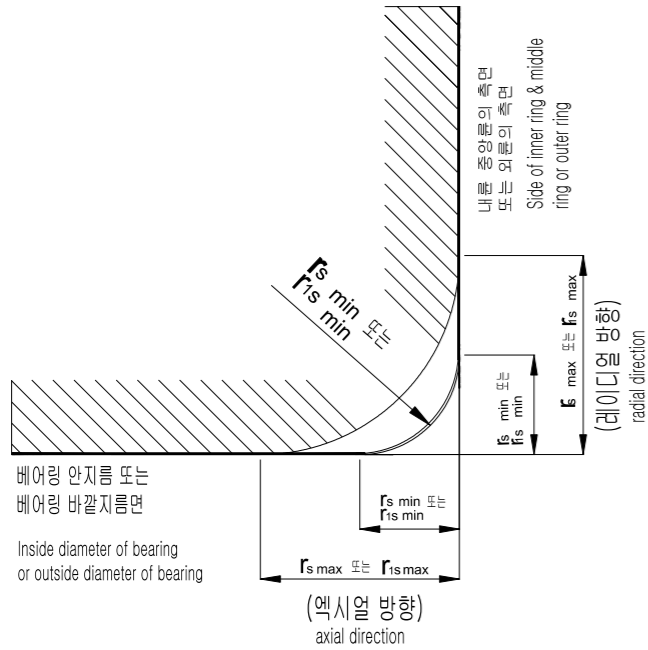 내륜 중앙륜의 측면
또는 외륜의 측면
Side of inner ring & middle
ring or outer ring
rs min 또는
r1s min
rs min 또는
r1s min
rs max 또는 r1s max
(레이디얼 방향)
radial direction
베어링 안지름 또는
베어링 바깥지름면
Inside diameter of bearing
or outside diameter of bearing
rs min 또는
r1s min
rs max 또는 r1s max
(엑시얼 방향)
axial direction